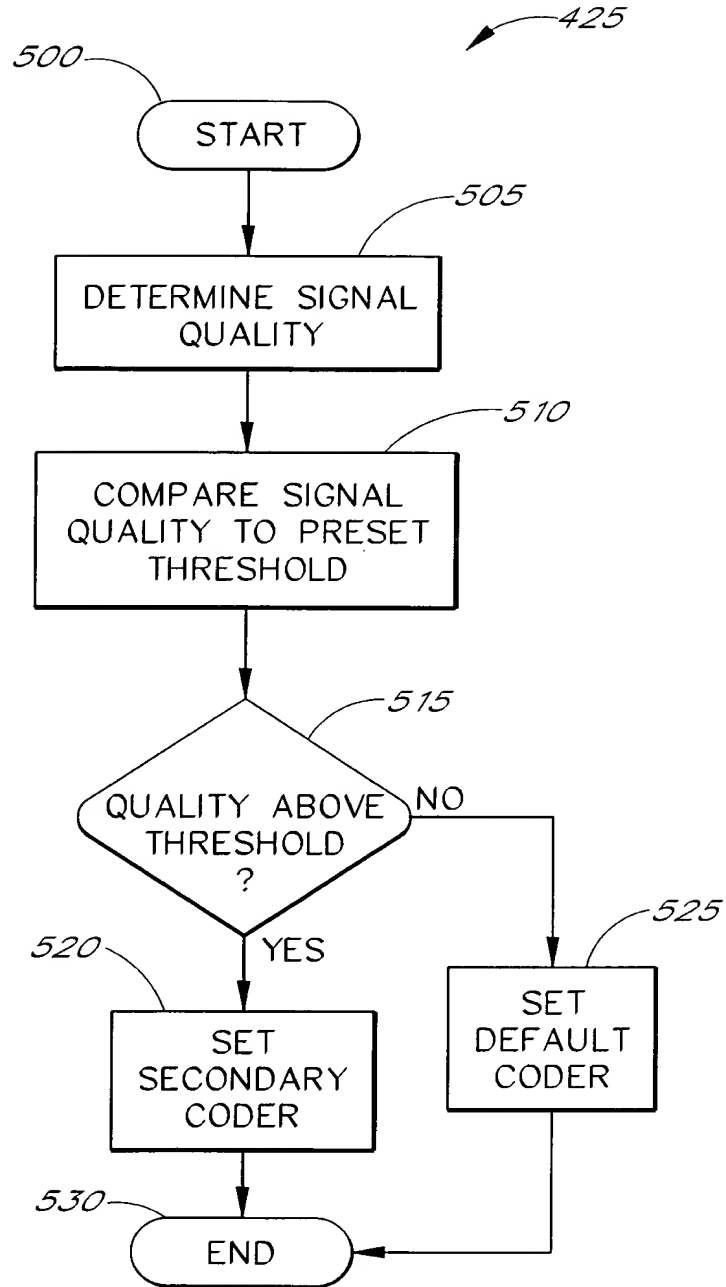 425
500
START
505
DETERMINE SIGNAL
QUALITY
510
COMPARE SIGNAL
QUALITY TO PRESET
THRESHOLD
515
QUALITY ABOVE
THRESHOLD
?
NO
YES
520
SET
SECONDARY
CODER
525
SET
DEFAULT
CODER
530
END